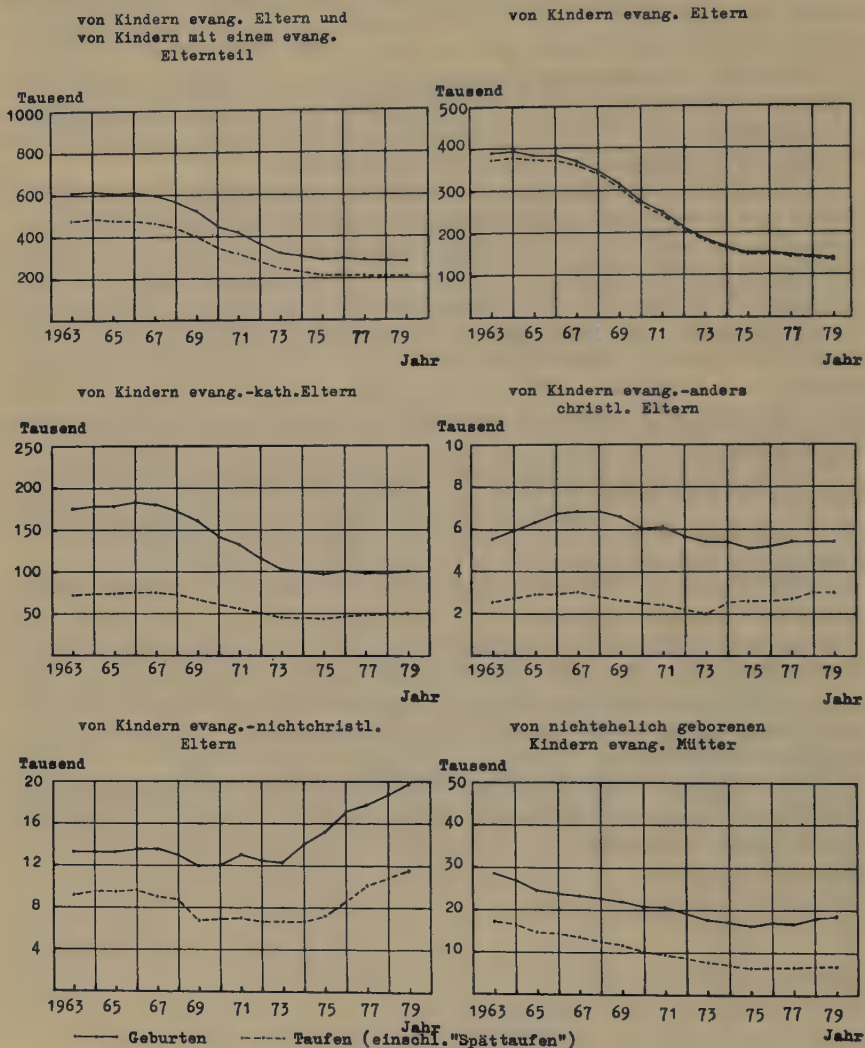 von Kindern evang. Eltern und
von Kindern mit einem evang.
Elternteil
Tausend
1000
800
600
400
200
1963 65 67 69 71 73 75 77 79
Jahr
von Kindern evang. Eltern
Tausend
500
400
300
200
100
1963 65 67 69 71 73 75 77 79
Jahr
von Kindern evang.-kath.Eltern
Tausend
250
200
150
100
50
1963 65 67 69 71 73 75 77 79
Jahr
von Kindern evang.-anders
christl. Eltern
Tausend
10
8
6
4
2
1963 65 67 69 71 73 75 77 79
Jahr
von Kindern evang.-nichtchristl.
Eltern
Tausend
20
16
12
8
4
1963 65 67 69 71 73 75 77 79
Jahr
von nichtehelich geborenen
Kindern evang. Mütter
Tausend
50
40
30
20
10
1963 65 67 69 71 73 75 77 79
Jahr
Geburten Taufen (einschl."Spättaufen")